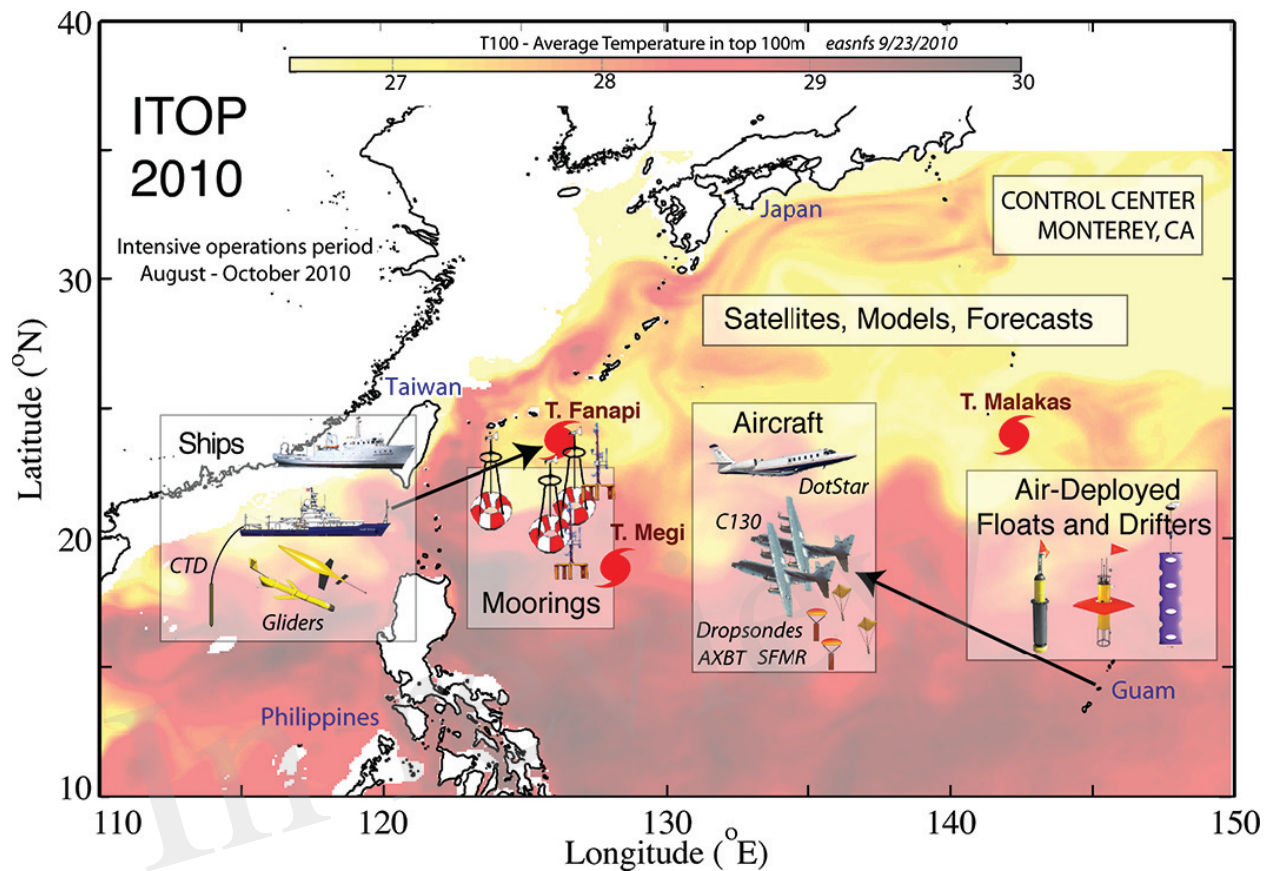 40
T100 - Average Temperature in top 100m easnfs 9/23/2010
27 28 29 30
ITOP
2010
Intensive operations period
August - October 2010
CONTROL CENTER
MONTEREY, CA
Japan
30
Satellites, Models, Forecasts
Latitude (°N)
Taiwan
T. Fanapi
T. Malakas
Ships
Aircraft
DotStar
Air-Deployed
Floats and Drifters
C130
20
T. Megi
CTD
Gliders
Moorings
Dropsondes
AXBT SFMR
Guam
Philippines
10
110 120 130 140 150
Longitude (°E)